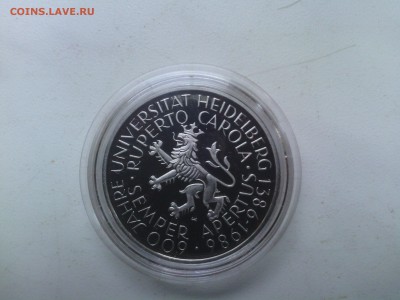 COINS.LAVE.RU
600 JAHRE UNIVERSITAT HEIDELBERG 1386·1986·
RUPERTO CAROLA·
SEMPER APERTUS·